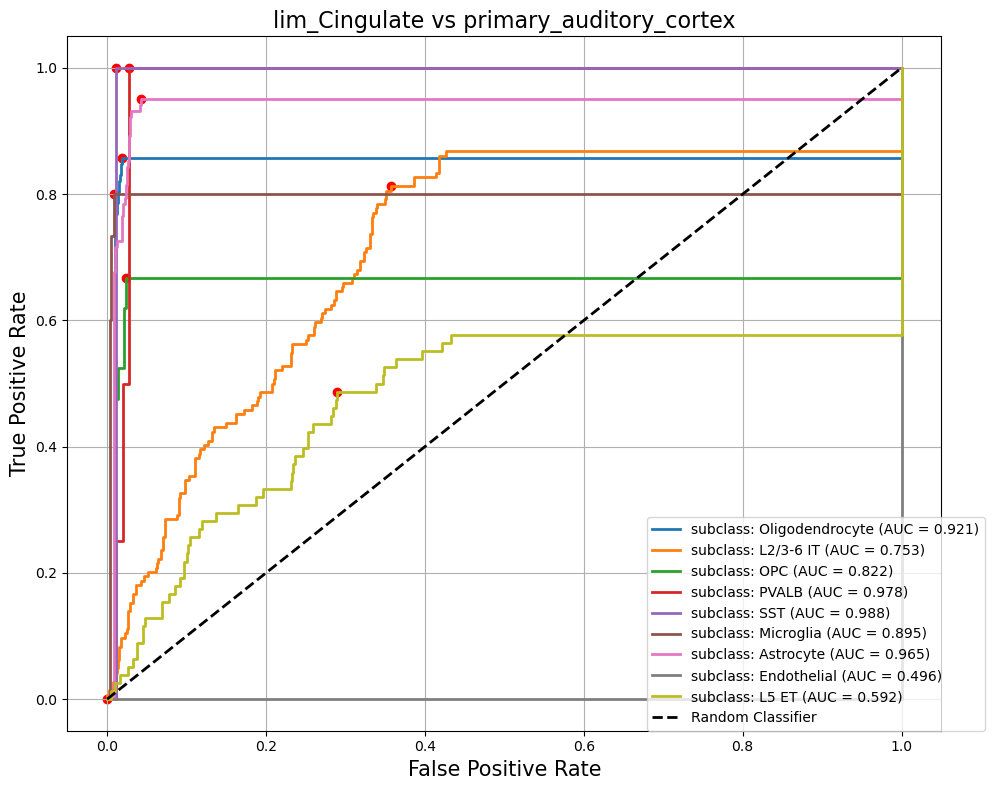 lim_Cingulate vs primary_auditory_cortex
True Positive Rate
1.0
0.8
0.6
0.4
0.2
0.0
subclass: Oligodendrocyte (AUC = 0.921)
subclass: L2/3-6 IT (AUC = 0.753)
subclass: OPC (AUC = 0.822)
subclass: PVALB (AUC = 0.978)
subclass: SST (AUC = 0.988)
subclass: Microglia (AUC = 0.895)
subclass: Astrocyte (AUC = 0.965)
subclass: Endothelial (AUC = 0.496)
subclass: L5 ET (AUC = 0.592)
Random Classifier
0.0 0.2 0.4 0.6 0.8 1.0
False Positive Rate